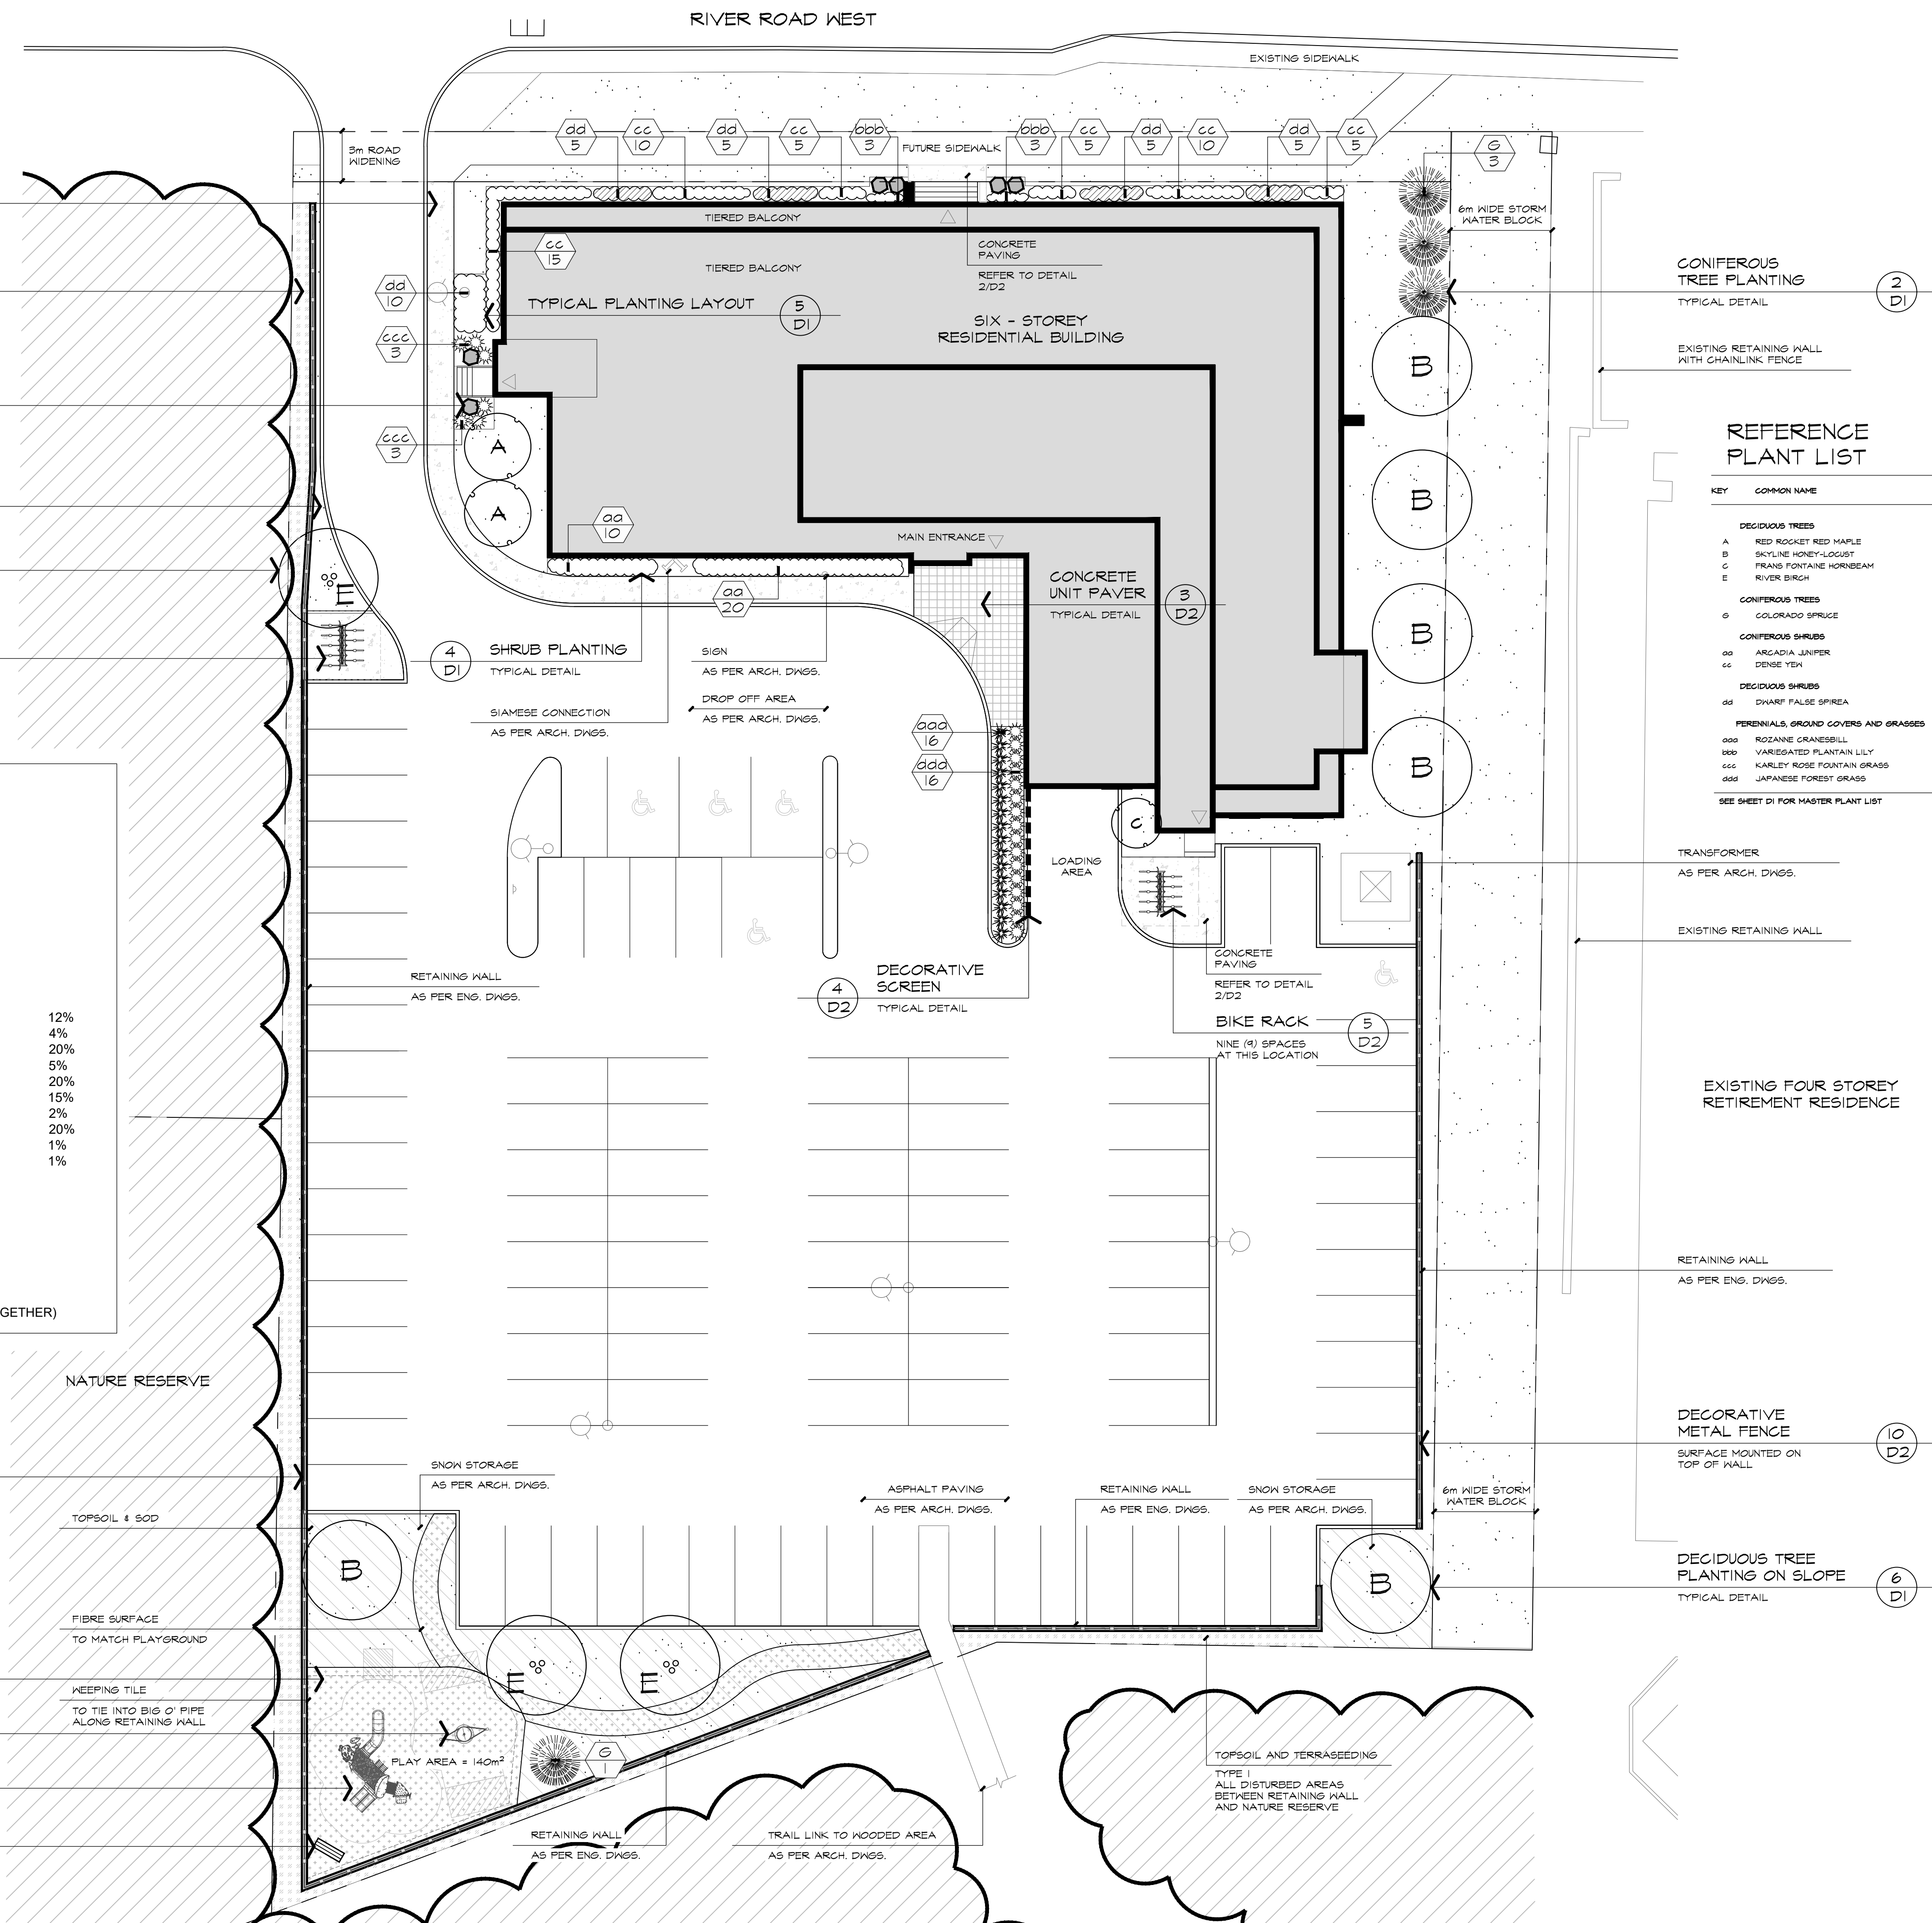 RIVER ROAD WEST
EXISTING SIDEWALK
3m ROAD
WIDENING
dd
5
cc
10
dd
5
cc
5
bbb
3
FUTURE SIDEWALK
bbb
3
cc
5
dd
5
cc
10
dd
5
cc
5
G
3
6m WIDE STORM
WATER BLOCK
TIERED BALCONY
TIERED BALCONY
cc
15
CONCRETE
PAVING
REFER TO DETAIL
2/D2
dd
10
TYPICAL PLANTING LAYOUT
5
D1
SIX - STOREY
RESIDENTIAL BUILDING
CONIFEROUS
TREE PLANTING
TYPICAL DETAIL
2
D1
ccc
3
EXISTING RETAINING WALL
WITH CHAINLINK FENCE
B
ccc
3
A
A
B
REFERENCE
PLANT LIST
KEY COMMON NAME
DECIDUOUS TREES
A RED ROCKET RED MAPLE
B SKYLINE HONEY-LOCUST
C FRANS FONTAINE HORNBEAM
E RIVER BIRCH
CONIFEROUS TREES
G COLORADO SPRUCE
CONIFEROUS SHRUBS
aa ARCADIA JUNIPER
cc DENSE YEW
DECIDUOUS SHRUBS
dd DWARF FALSE SPIREA
PERENNIALS, GROUND COVERS AND GRASSES
aaa ROZANNE CRANESBILL
bbb VARIEGATED PLANTAIN LILY
ccc KARLEY ROSE FOUNTAIN GRASS
ddd JAPANESE FOREST GRASS
SEE SHEET D1 FOR MASTER PLANT LIST
aa
10
MAIN ENTRANCE
E
aa
20
CONCRETE
UNIT PAVER
TYPICAL DETAIL
3
D2
B
4
D1
SHRUB PLANTING
TYPICAL DETAIL
SIGN
AS PER ARCH. DWGS.
SIAMESE CONNECTION
AS PER ARCH. DWGS.
DROP OFF AREA
AS PER ARCH. DWGS.
aaa
16
ddd
16
B
C
LOADING
AREA
TRANSFORMER
AS PER ARCH. DWGS.
EXISTING RETAINING WALL
RETAINING WALL
AS PER ENG. DWGS.
4
D2
DECORATIVE
SCREEN
TYPICAL DETAIL
CONCRETE
PAVING
REFER TO DETAIL
2/D2
BIKE RACK
NINE (9) SPACES
AT THIS LOCATION
5
D2
12%
4%
20%
5%
20%
15%
2%
20%
1%
1%
EXISTING FOUR STOREY
RETIREMENT RESIDENCE
RETAINING WALL
AS PER ENG. DWGS.
GETHER)
NATURE RESERVE
DECORATIVE
METAL FENCE
SURFACE MOUNTED ON
TOP OF WALL
10
D2
SNOW STORAGE
AS PER ARCH. DWGS.
ASPHALT PAVING
AS PER ARCH. DWGS.
RETAINING WALL
AS PER ENG. DWGS.
SNOW STORAGE
AS PER ARCH. DWGS.
6m WIDE STORM
WATER BLOCK
TOPSOIL & SOD
B
B
DECIDUOUS TREE
PLANTING ON SLOPE
TYPICAL DETAIL
6
D1
FIBRE SURFACE
TO MATCH PLAYGROUND
E
E
WEEPING TILE
TO TIE INTO BIG O' PIPE
ALONG RETAINING WALL
PLAY AREA = 140m²
G
1
TOPSOIL AND TERRASEEDING
TYPE 1
ALL DISTURBED AREAS
BETWEEN RETAINING WALL
AND NATURE RESERVE
RETAINING WALL
AS PER ENG. DWGS.
TRAIL LINK TO WOODED AREA
AS PER ARCH. DWGS.